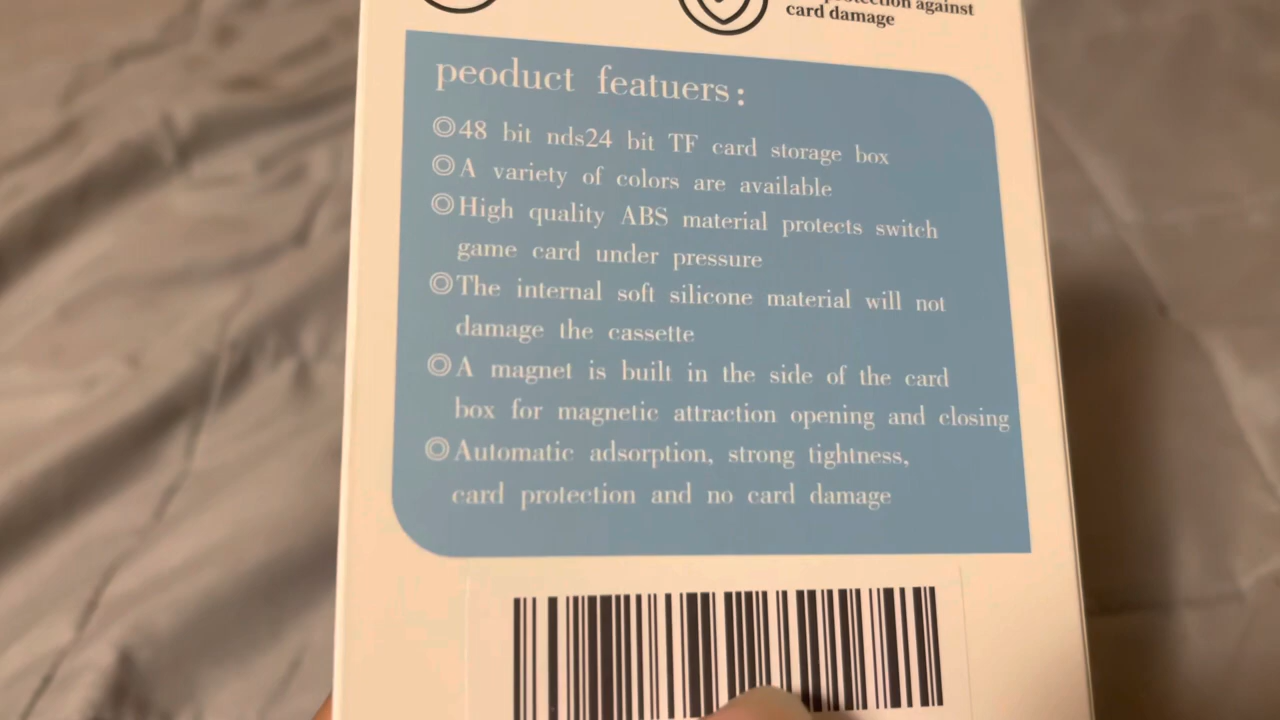 against
card damage
peoduct featuers:
◎48 bit nds24 bit TF card storage box
◎A variety of colors are available
◎High quality ABS material protects switch
game card under pressure
◎The internal soft silicone material will not
damage the cassette
◎A magnet is built in the side of the card
box for magnetic attraction opening and closing
◎Automatic adsorption, strong tightness,
card protection and no card damage